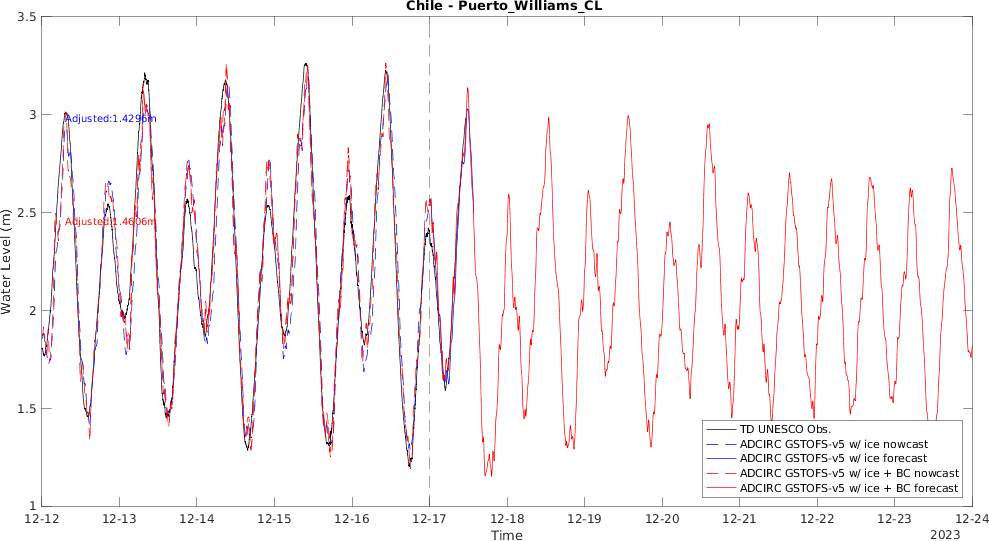 Chile - Puerto_Williams_CL
3.5
3
2.5
2
1.5
1
Water Level (m)
Adjusted:1.4296m
Adjusted:1.4606m
TD UNESCO Obs.
ADCIRC GSTOFS-v5 w/ ice nowcast
ADCIRC GSTOFS-v5 w/ ice forecast
ADCIRC GSTOFS-v5 w/ ice + BC nowcast
ADCIRC GSTOFS-v5 w/ ice + BC forecast
12-12 12-13 12-14 12-15 12-16 12-17 12-18 12-19 12-20 12-21 12-22 12-23 12-24
Time
2023